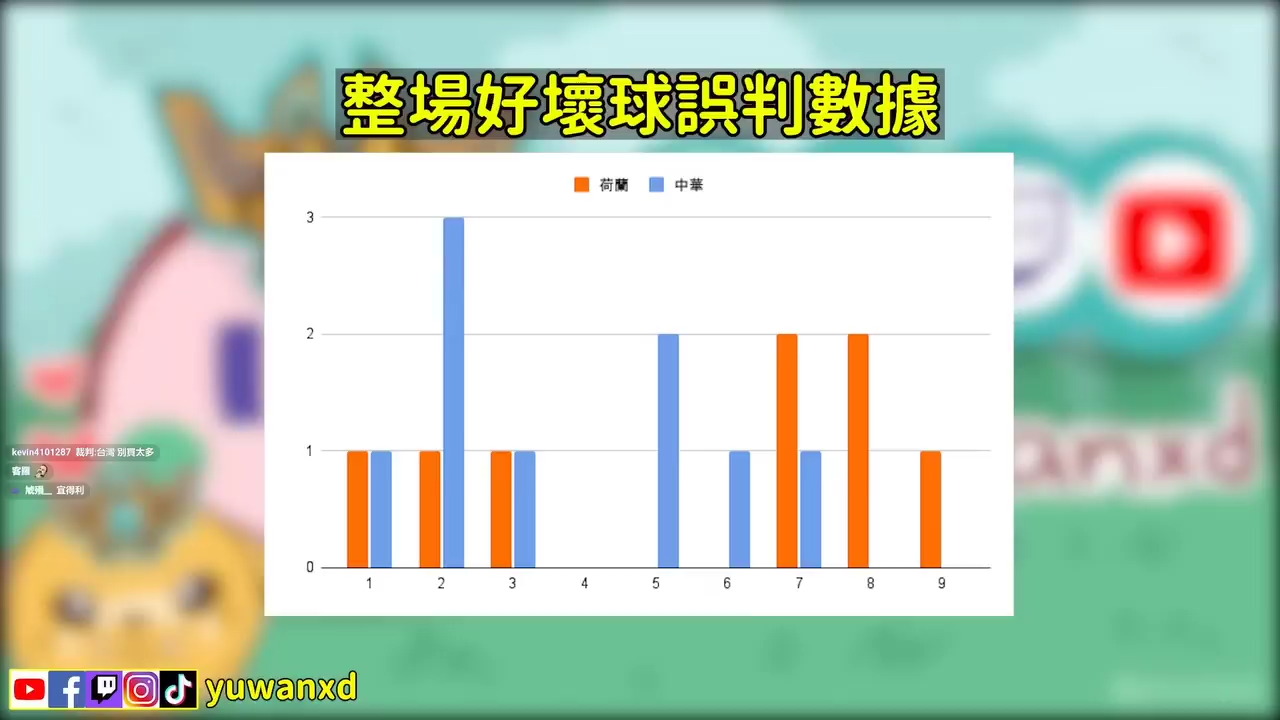 整場好壞球誤判數據
荷蘭 中華
3
2
1
0
1 2 3 4 5 6 7 8 9
kevin4101287 裁判:台灣 別買太多
宜得利
anxd
yuwanxd